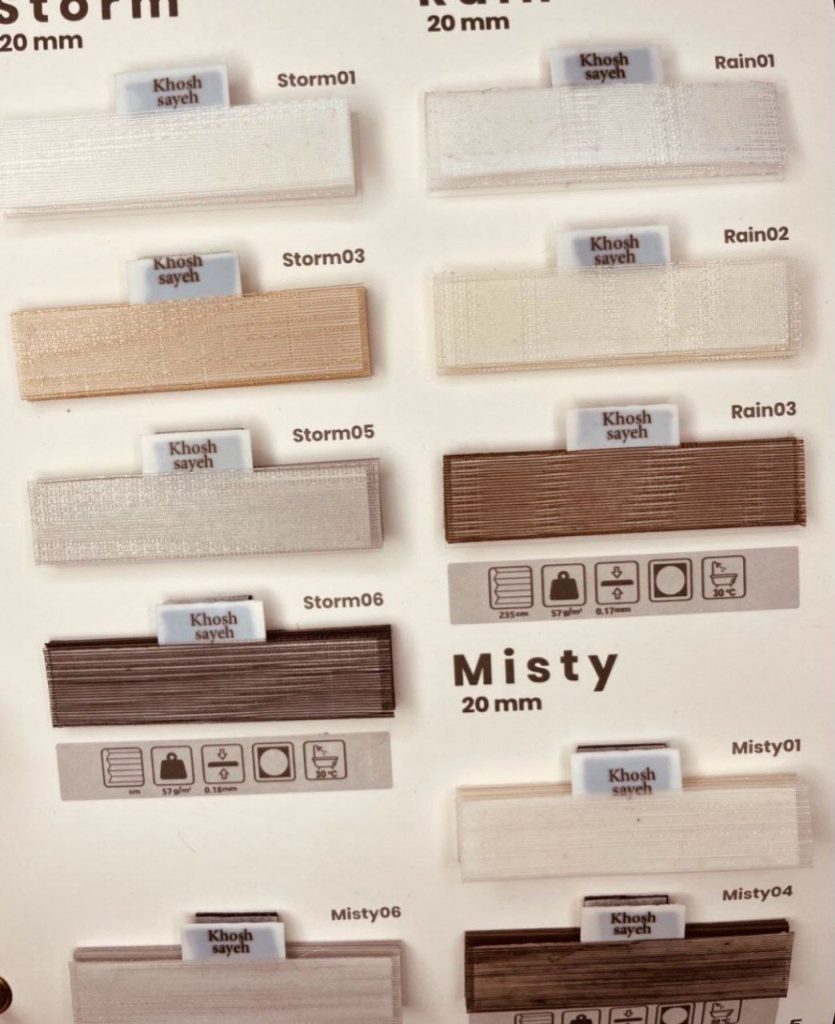 Storm
20 mm
Khosh
sayeh
Storm01
Khosh
sayeh
Storm03
Khosh
sayeh
Storm05
Khosh
sayeh
Storm06
cm
57 g/m²
0.18mm
30 °C
Rain
20 mm
Khosh
sayeh
Rain01
Khosh
sayeh
Rain02
Khosh
sayeh
Rain03
235cm
57 g/m²
0.17mm
30 °C
Misty
20 mm
Khosh
sayeh
Misty01
Khosh
sayeh
Misty04
Khosh
sayeh
Misty06